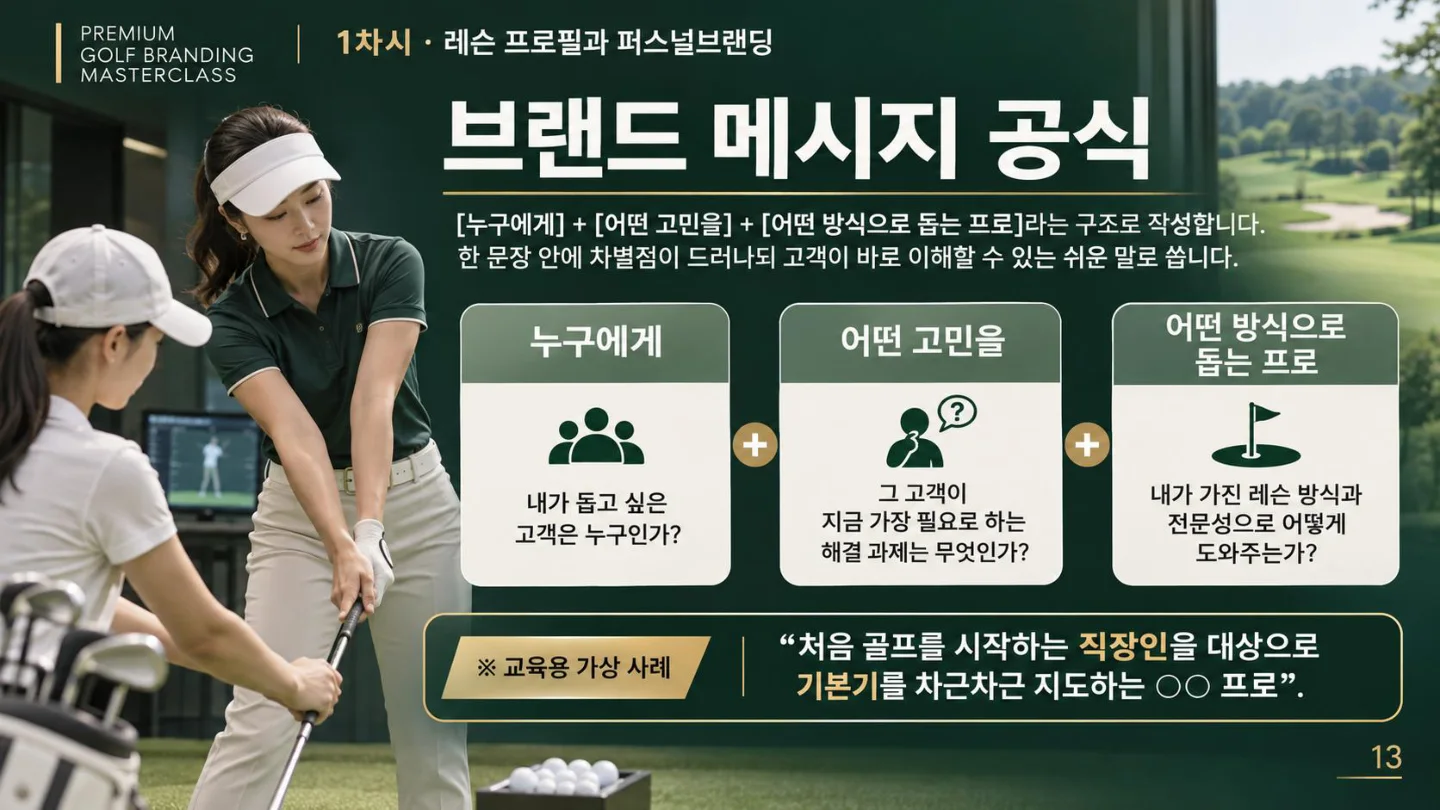 PREMIUM
GOLF BRANDING
MASTERCLASS
1차시 · 레슨 프로필과 퍼스널브랜딩
브랜드 메시지 공식
[누구에게] + [어떤 고민을] + [어떤 방식으로 돕는 프로]라는 구조로 작성합니다.
한 문장 안에 차별점이 드러나되 고객이 바로 이해할 수 있는 쉬운 말로 씁니다.
누구에게
내가 돕고 싶은
고객은 누구인가?
+
어떤 고민을
?
그 고객이
지금 가장 필요로 하는
해결 과제는 무엇인가?
+
어떤 방식으로
돕는 프로
내가 가진 레슨 방식과
전문성으로 어떻게
도와주는가?
※ 교육용 가상 사례
“처음 골프를 시작하는 직장인을 대상으로
기본기를 차근차근 지도하는 ○○ 프로”.
13